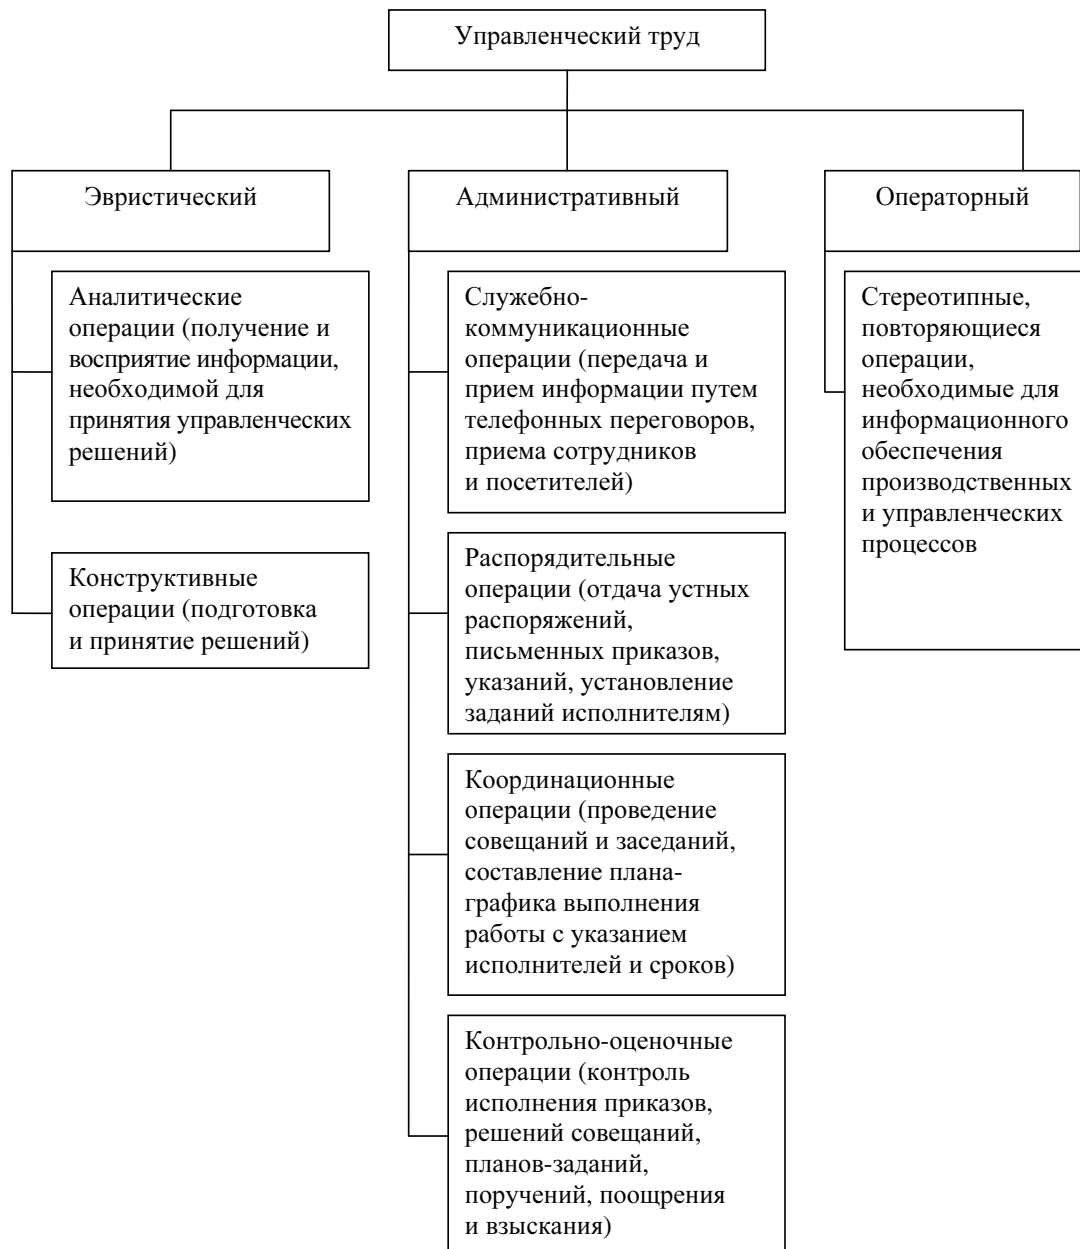 Управленческий труд
Эвристический
Аналитические
операции (получение и
восприятие информации,
необходимой для
принятия управленческих
решений)
Конструктивные
операции (подготовка
и принятие решений)
Административный
Служебно-
коммуникационные
операции (передача и
прием информации путем
телефонных переговоров,
приема сотрудников
и посетителей)
Распорядительные
операции (отдача устных
распоряжений,
письменных приказов,
указаний, установление
заданий исполнителям)
Координационные
операции (проведение
совещаний и заседаний,
составление плана-
графика выполнения
работы с указанием
исполнителей и сроков)
Контрольно-оценочные
операции (контроль
исполнения приказов,
решений совещаний,
планов-заданий,
поручений, поощрения
и взыскания)
Операторный
Стереотипные,
повторяющиеся
операции,
необходимые для
информационного
обеспечения
производственных
и управленческих
процессов